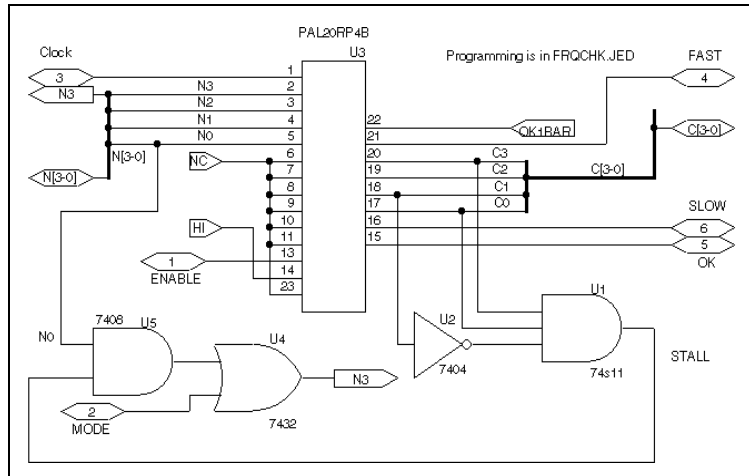 PAL20RP4B
Clock
U3
Programming is in FRQCHK.JED
FAST
3
1
4
N3
N3
2
N2
3
N1
4
22
OK1BAR
C[3-0]
N0
5
21
N[3-0]
6
20
C3
NC
7
19
C2
C[3-0]
N[3-0]
8
18
C1
9
17
C0
SLOW
10
16
6
HI
11
15
5
1
13
OK
ENABLE
14
23
U1
7408
U5
U2
N0
U4
STALL
N3
7404
74s11
2
MODE
7432